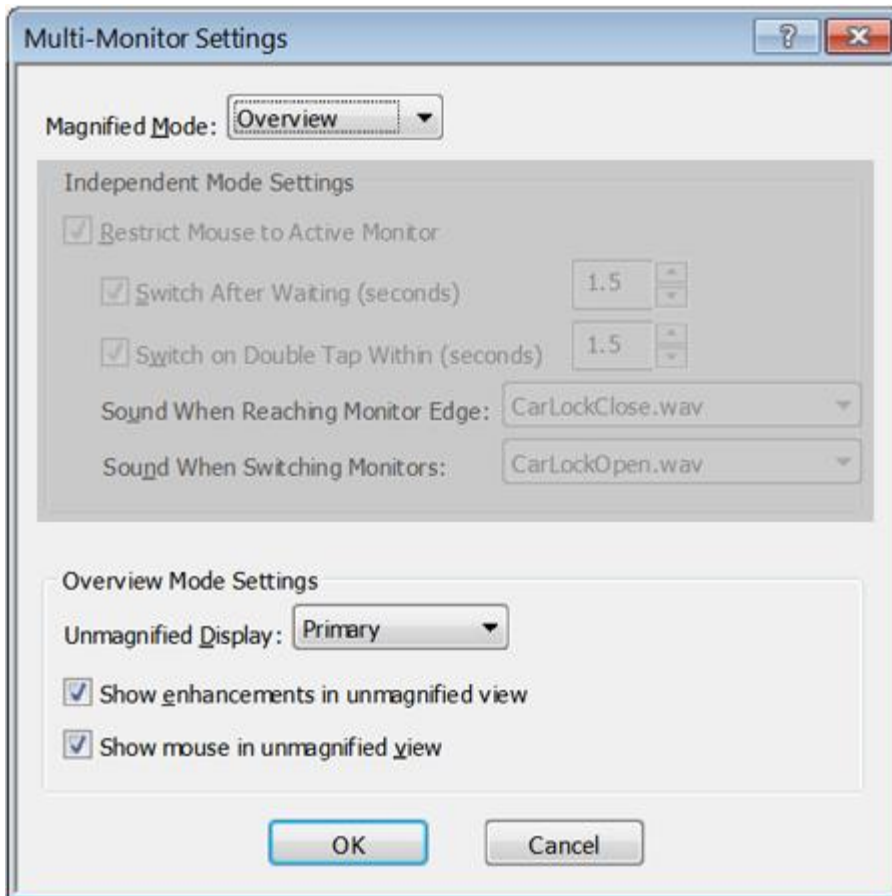 Multi-Monitor Settings
Magnified Mode: Overview
Independent Mode Settings
Restrict Mouse to Active Monitor
Switch After Waiting (seconds) 1.5
Switch on Double Tap Within (seconds) 1.5
Sound When Reaching Monitor Edge: CarLockClose.wav
Sound When Switching Monitors: CarLockOpen.wav
Overview Mode Settings
Unmagnified Display: Primary
Show enhancements in unmagnified view
Show mouse in unmagnified view
OK Cancel